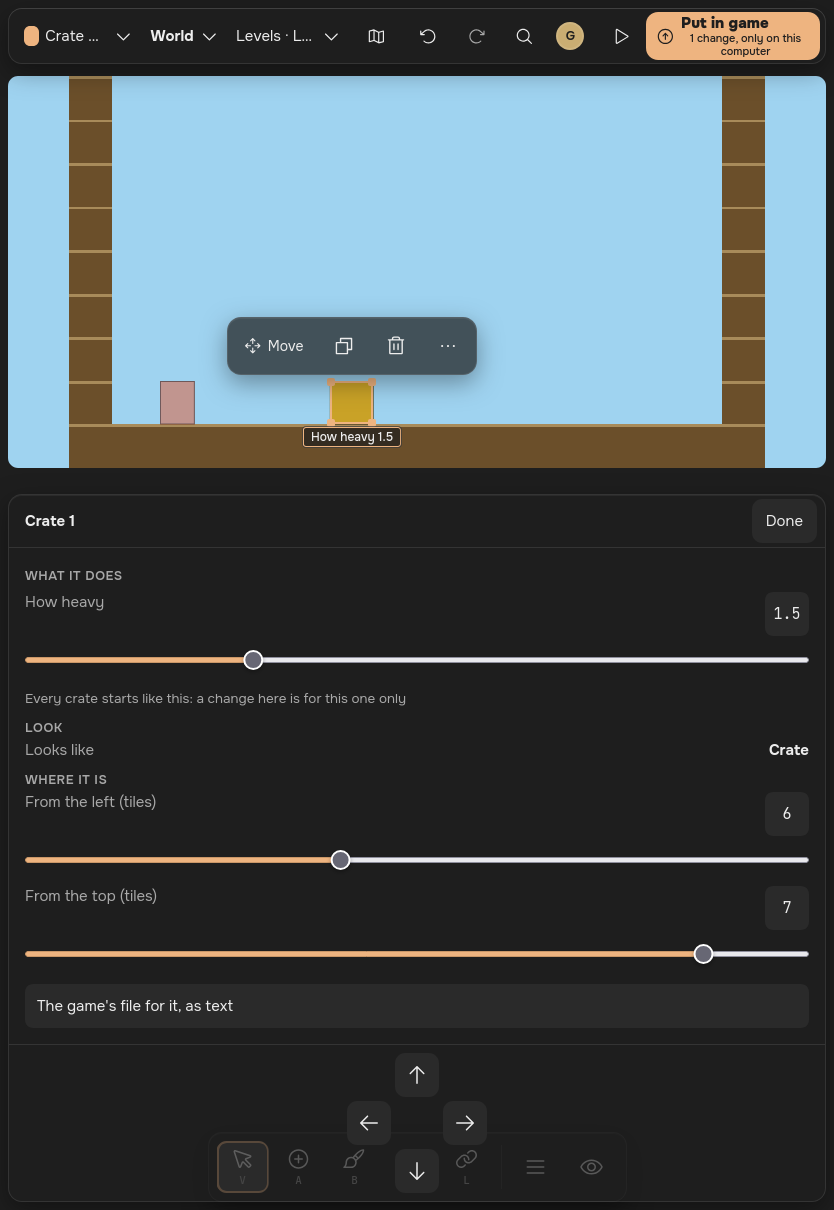 Crate ...
World
Levels · L...
G
Put in game
1 change, only on this
computer
Move
How heavy 1.5
Crate 1
Done
WHAT IT DOES
How heavy
1.5
Every crate starts like this: a change here is for this one only
LOOK
Looks like
Crate
WHERE IT IS
From the left (tiles)
6
From the top (tiles)
7
The game's file for it, as text
V
A
B
L